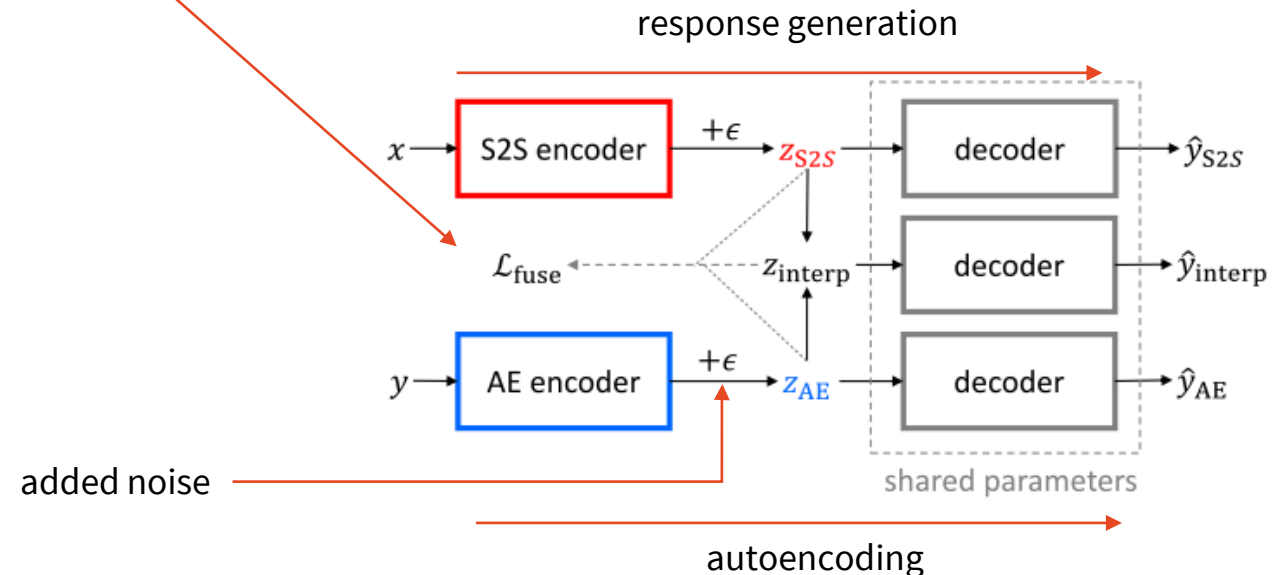 response generation
x S2S encoder +ϵ z_S2S decoder ŷ_S2S
ℒ_fuse z_interp decoder ŷ_interp
y AE encoder +ϵ z_AE decoder ŷ_AE
added noise
shared parameters
autoencoding